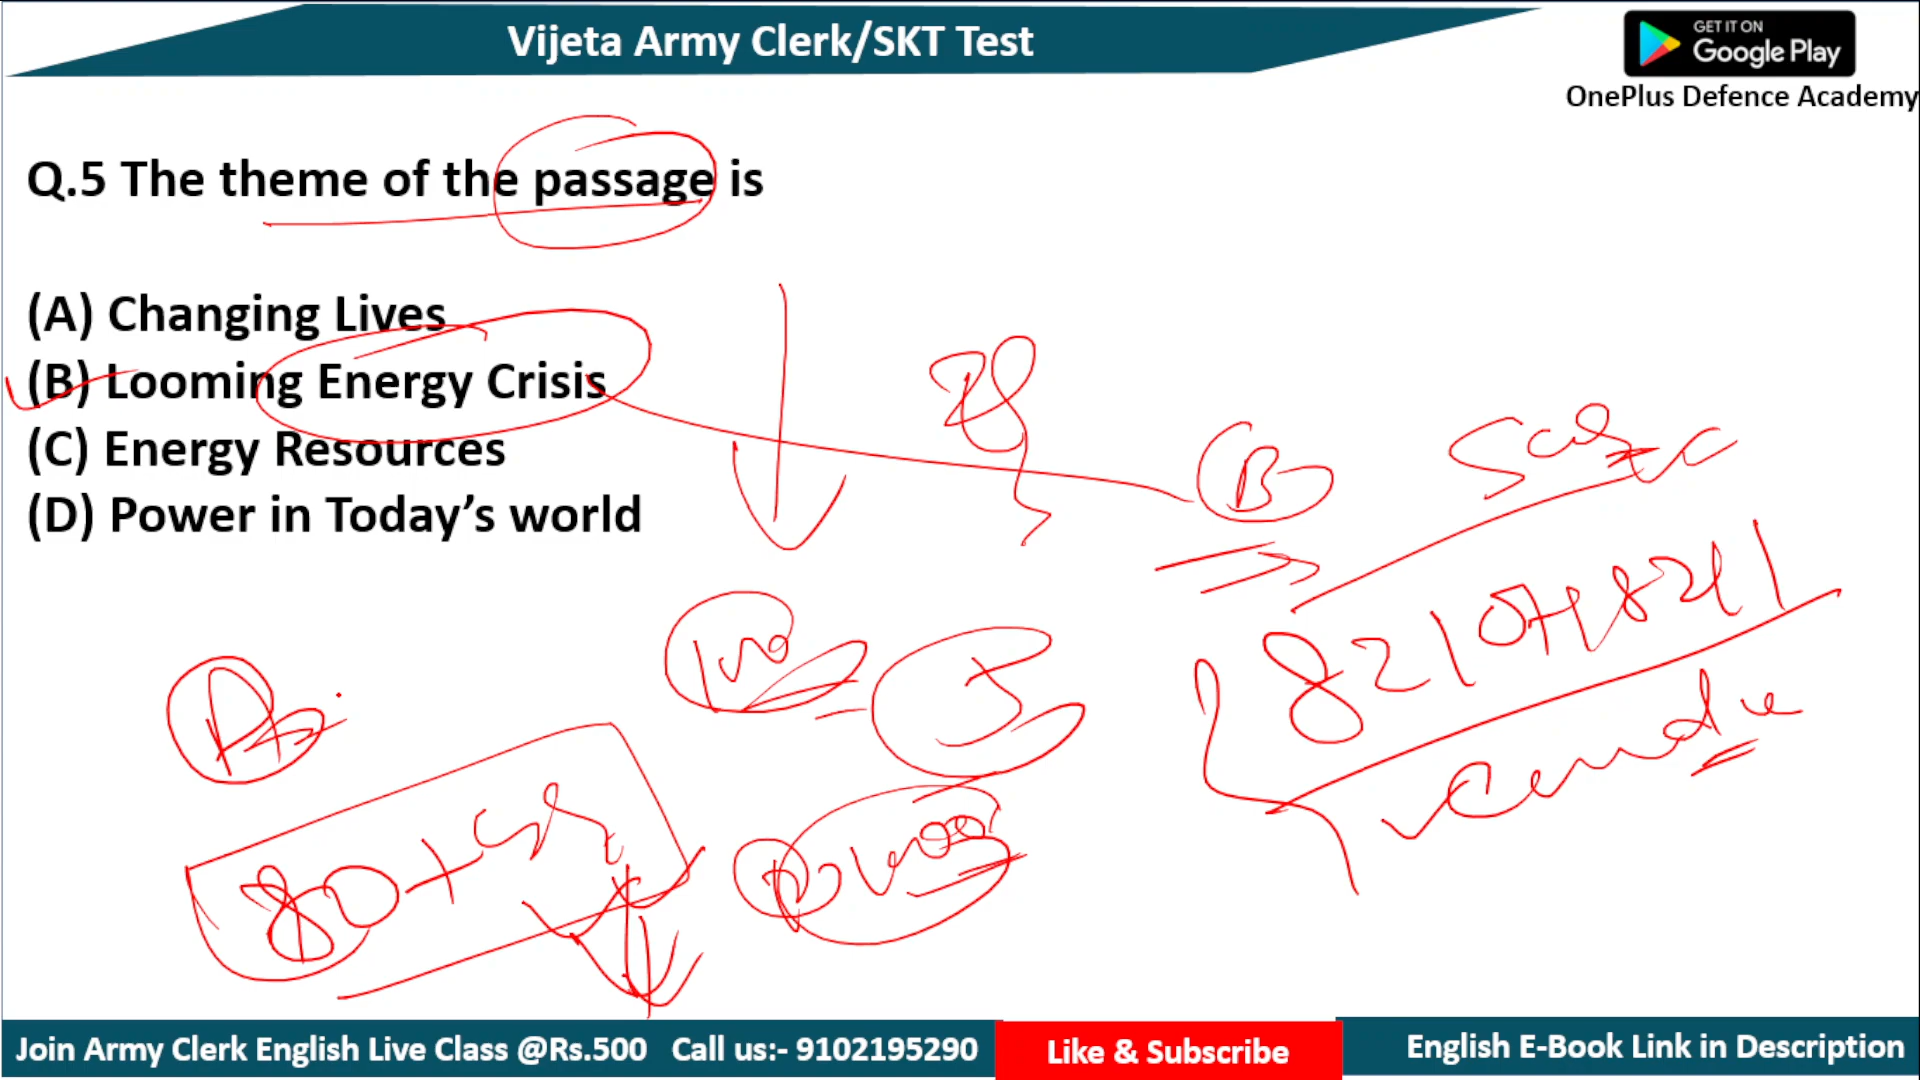 Vijeta Army Clerk/SKT Test
GET IT ON
Google Play
OnePlus Defence Academy
Q.5 The theme of the passage is
(A) Changing Lives
(B) Looming Energy Crisis
(C) Energy Resources
(D) Power in Today’s world
B
80+
Join Army Clerk English Live Class @Rs.500 Call us:- 9102195290
Like & Subscribe
English E-Book Link in Description